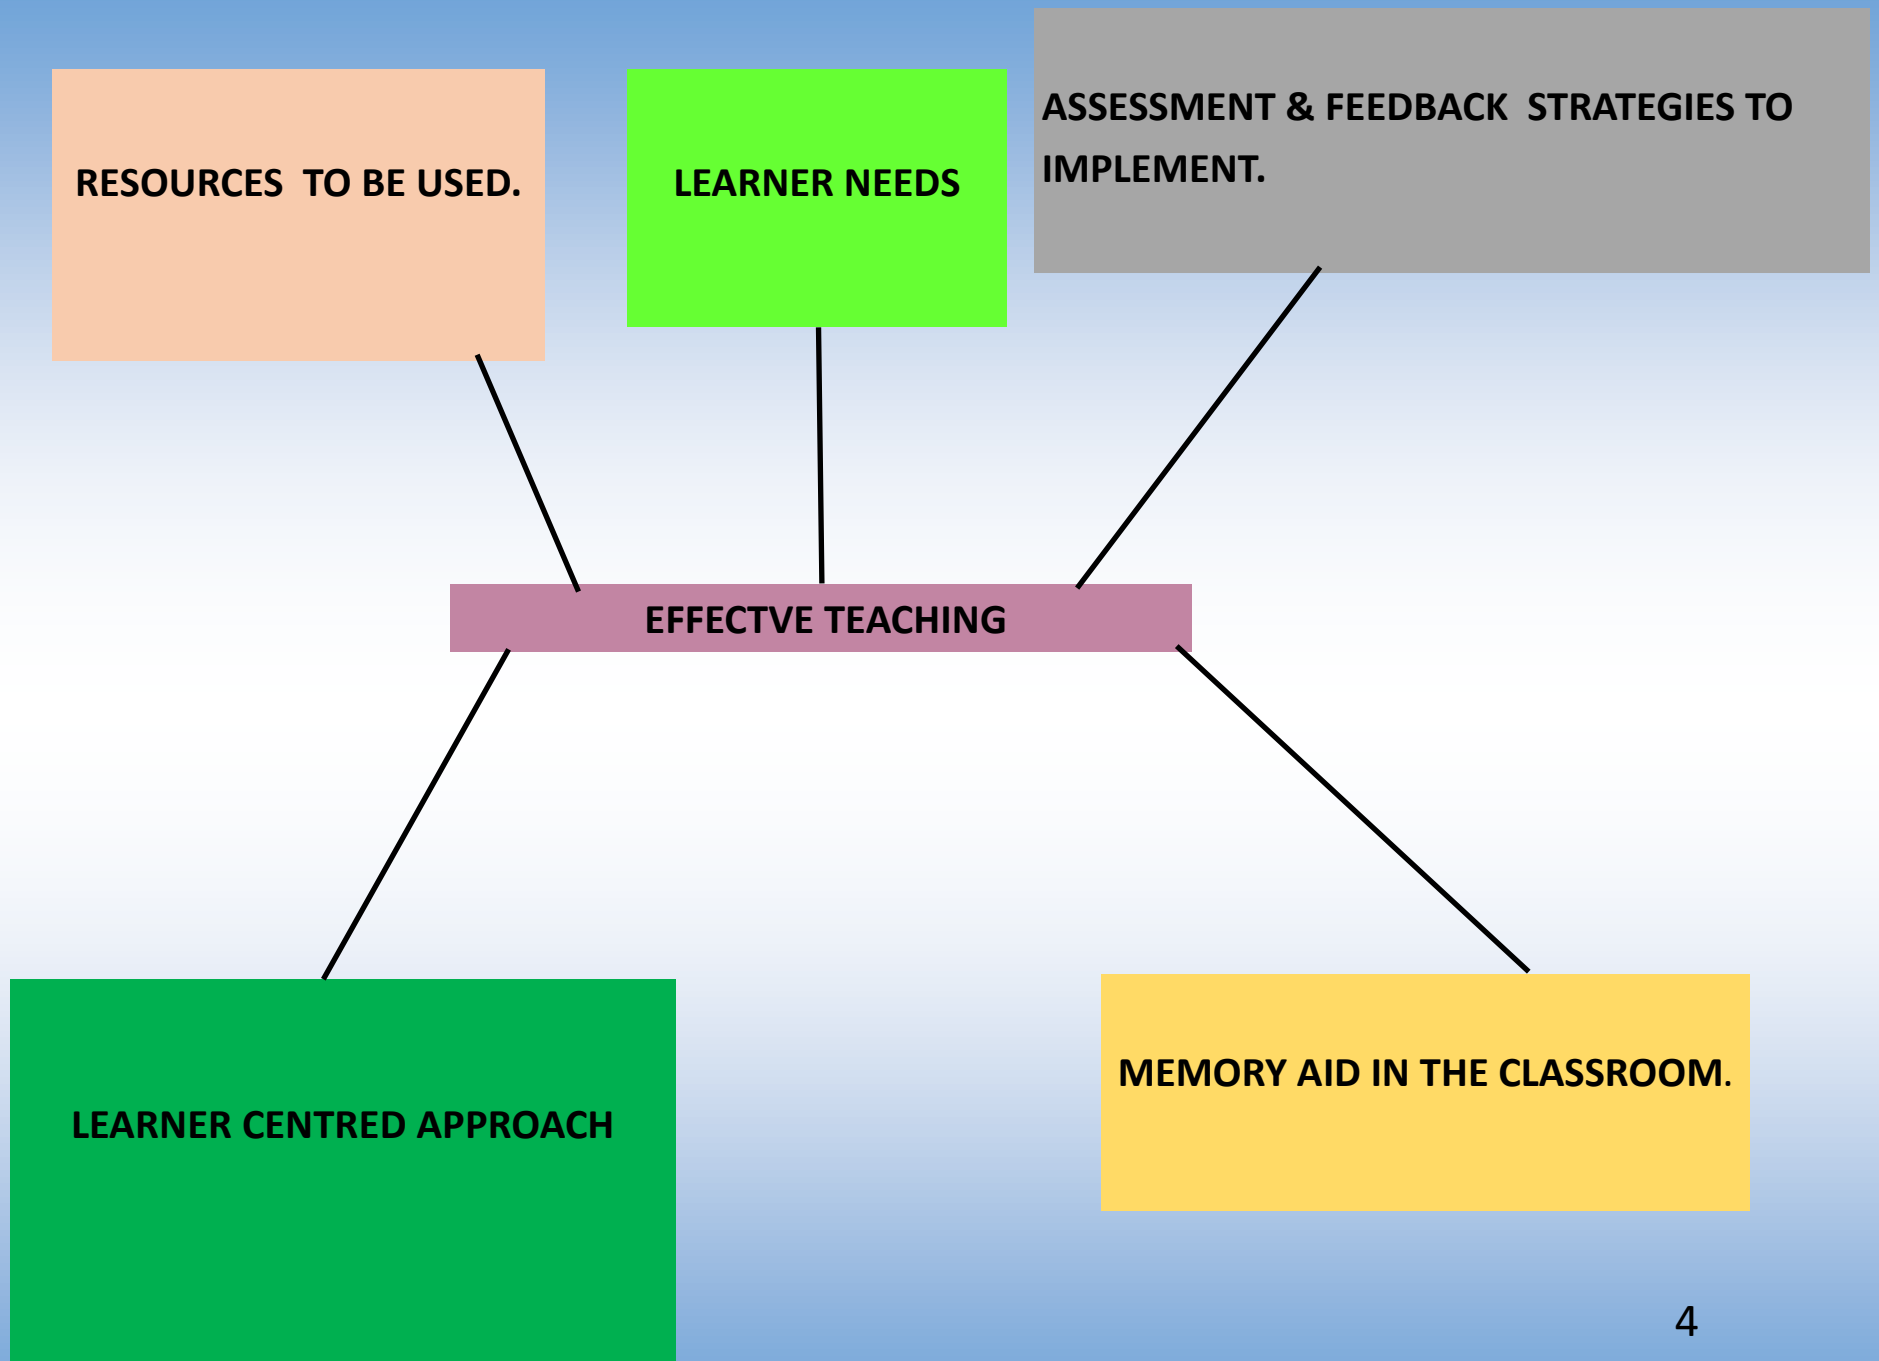 RESOURCES  TO BE USED.
LEARNER NEEDS
ASSESSMENT & FEEDBACK  STRATEGIES TO
IMPLEMENT.
EFFECTVE TEACHING
LEARNER CENTRED APPROACH
MEMORY AID IN THE CLASSROOM.
4